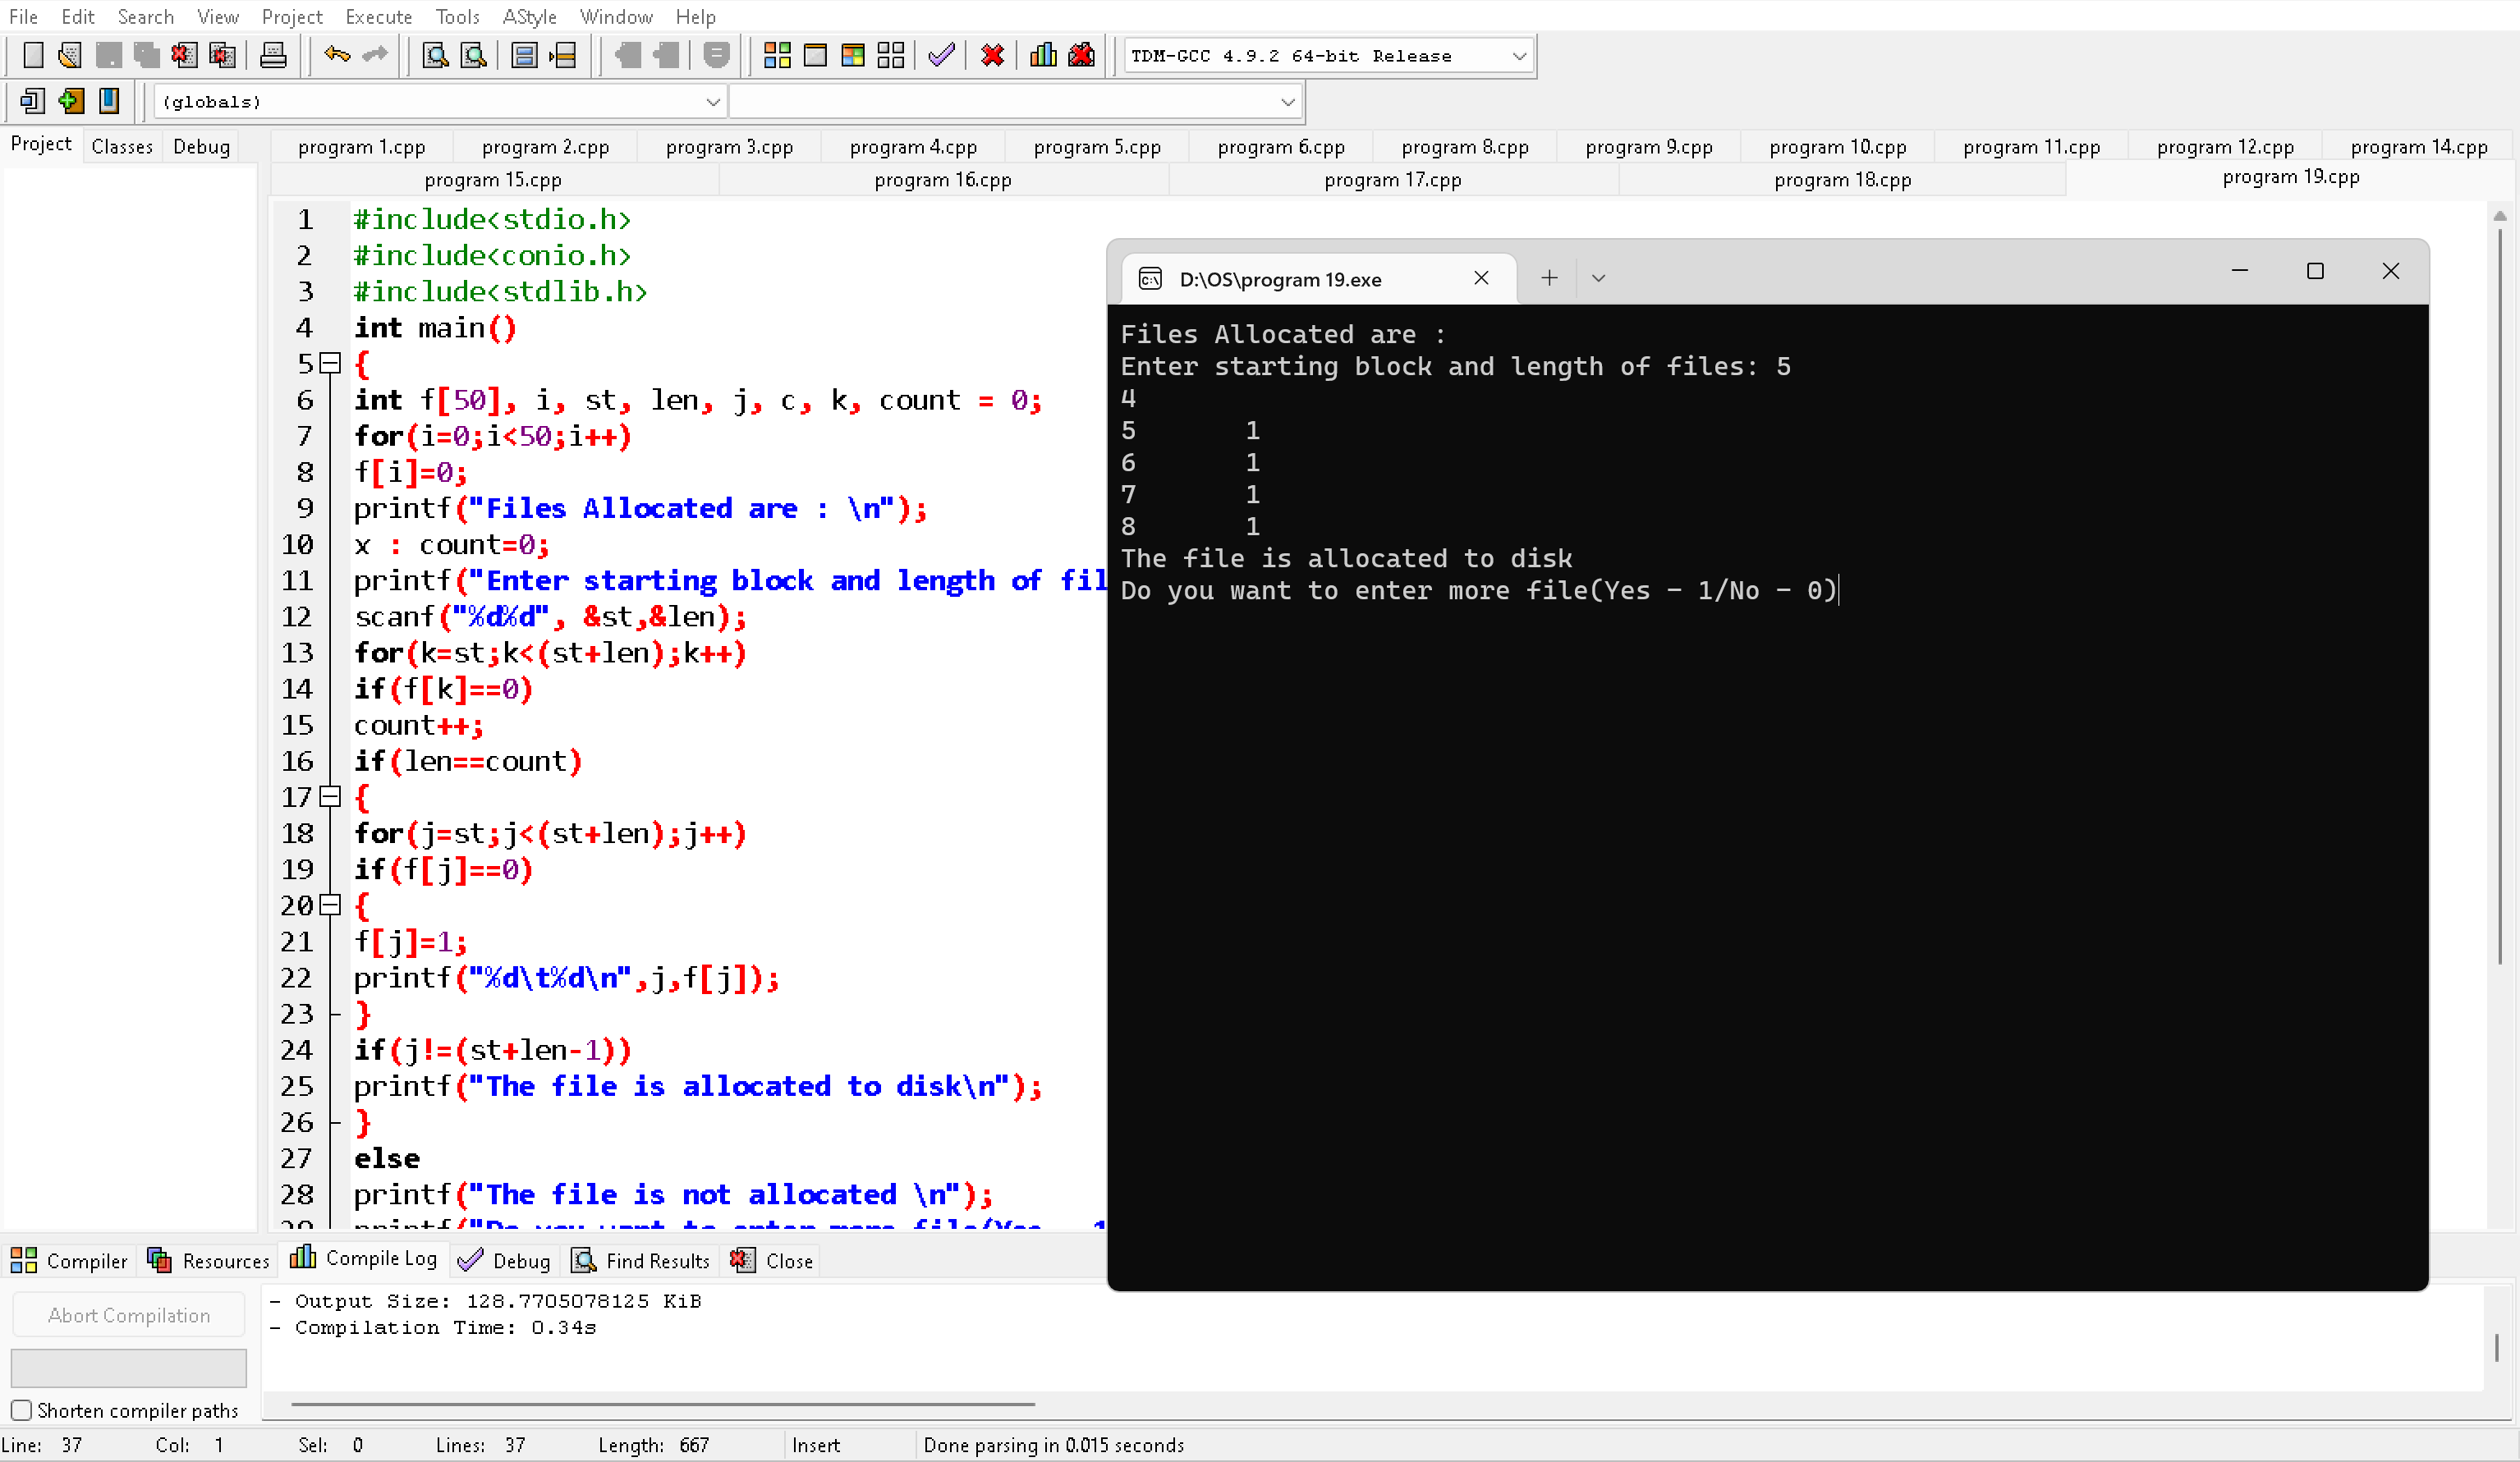 File Edit Search View Project Execute Tools AStyle Window Help
TDM-GCC 4.9.2 64-bit Release
(globals)
Project Classes Debug
program 1.cpp program 2.cpp program 3.cpp program 4.cpp program 5.cpp program 6.cpp program 8.cpp program 9.cpp program 10.cpp program 11.cpp program 12.cpp program 14.cpp
program 15.cpp program 16.cpp program 17.cpp program 18.cpp program 19.cpp
1 #include<stdio.h>
2 #include<conio.h>
3 #include<stdlib.h>
4 int main()
5 {
6 int f[50], i, st, len, j, c, k, count = 0;
7 for(i=0;i<50;i++)
8 f[i]=0;
9 printf("Files Allocated are : \n");
10 x : count=0;
11 printf("Enter starting block and length of fil
12 scanf("%d%d", &st,&len);
13 for(k=st;k<(st+len);k++)
14 if(f[k]==0)
15 count++;
16 if(len==count)
17 {
18 for(j=st;j<(st+len);j++)
19 if(f[j]==0)
20 {
21 f[j]=1;
22 printf("%d\t%d\n",j,f[j]);
23 }
24 if(j!=(st+len-1))
25 printf("The file is allocated to disk\n");
26 }
27 else
28 printf("The file is not allocated \n");
29 printf("Do you want to enter more file(Yes - 1
D:\OS\program 19.exe
Files Allocated are :
Enter starting block and length of files: 5
4
5 1
6 1
7 1
8 1
The file is allocated to disk
Do you want to enter more file(Yes - 1/No - 0)
Compiler Resources Compile Log Debug Find Results Close
Abort Compilation
- Output Size: 128.7705078125 KiB
- Compilation Time: 0.34s
Shorten compiler paths
Line: 37 Col: 1 Sel: 0 Lines: 37 Length: 667 Insert Done parsing in 0.015 seconds